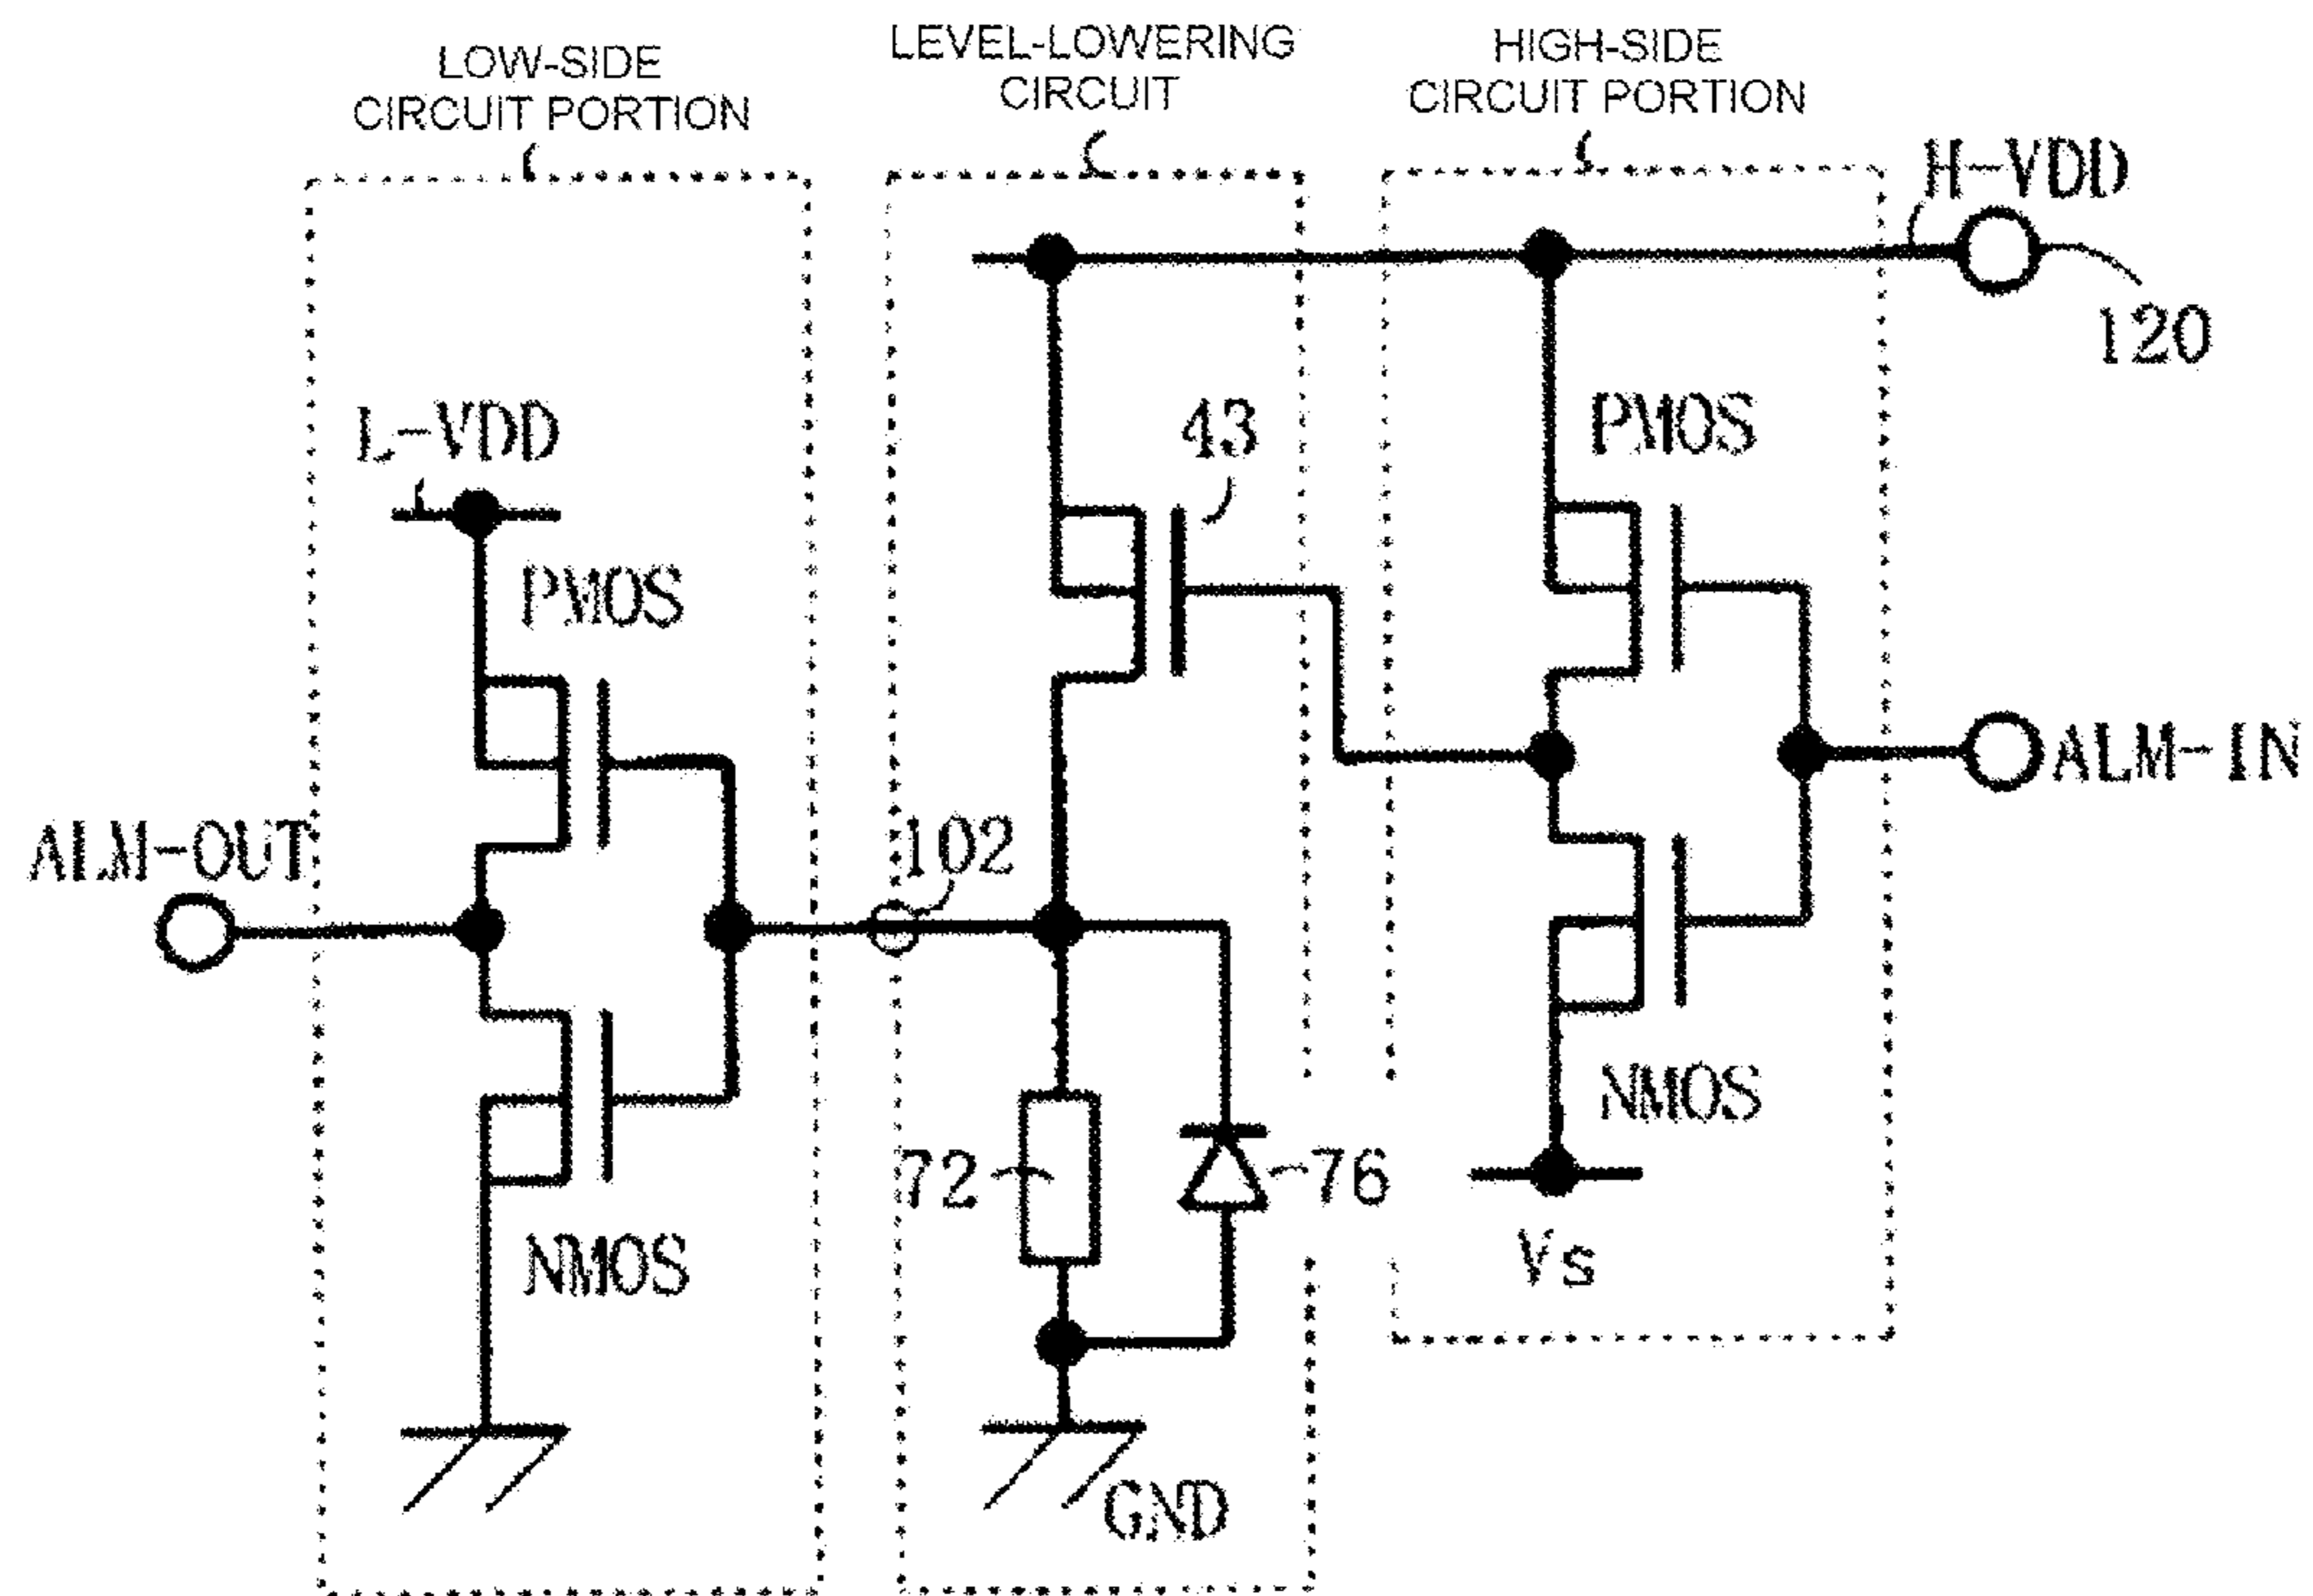 LOW-SIDE
CIRCUIT PORTION
LEVEL-LOWERING
CIRCUIT
HIGH-SIDE
CIRCUIT PORTION
H-VDD
120
L-VDD
43
PMOS
PMOS
ALM-IN
ALM-OUT
102
NMOS
72
76
NMOS
Vs
GND